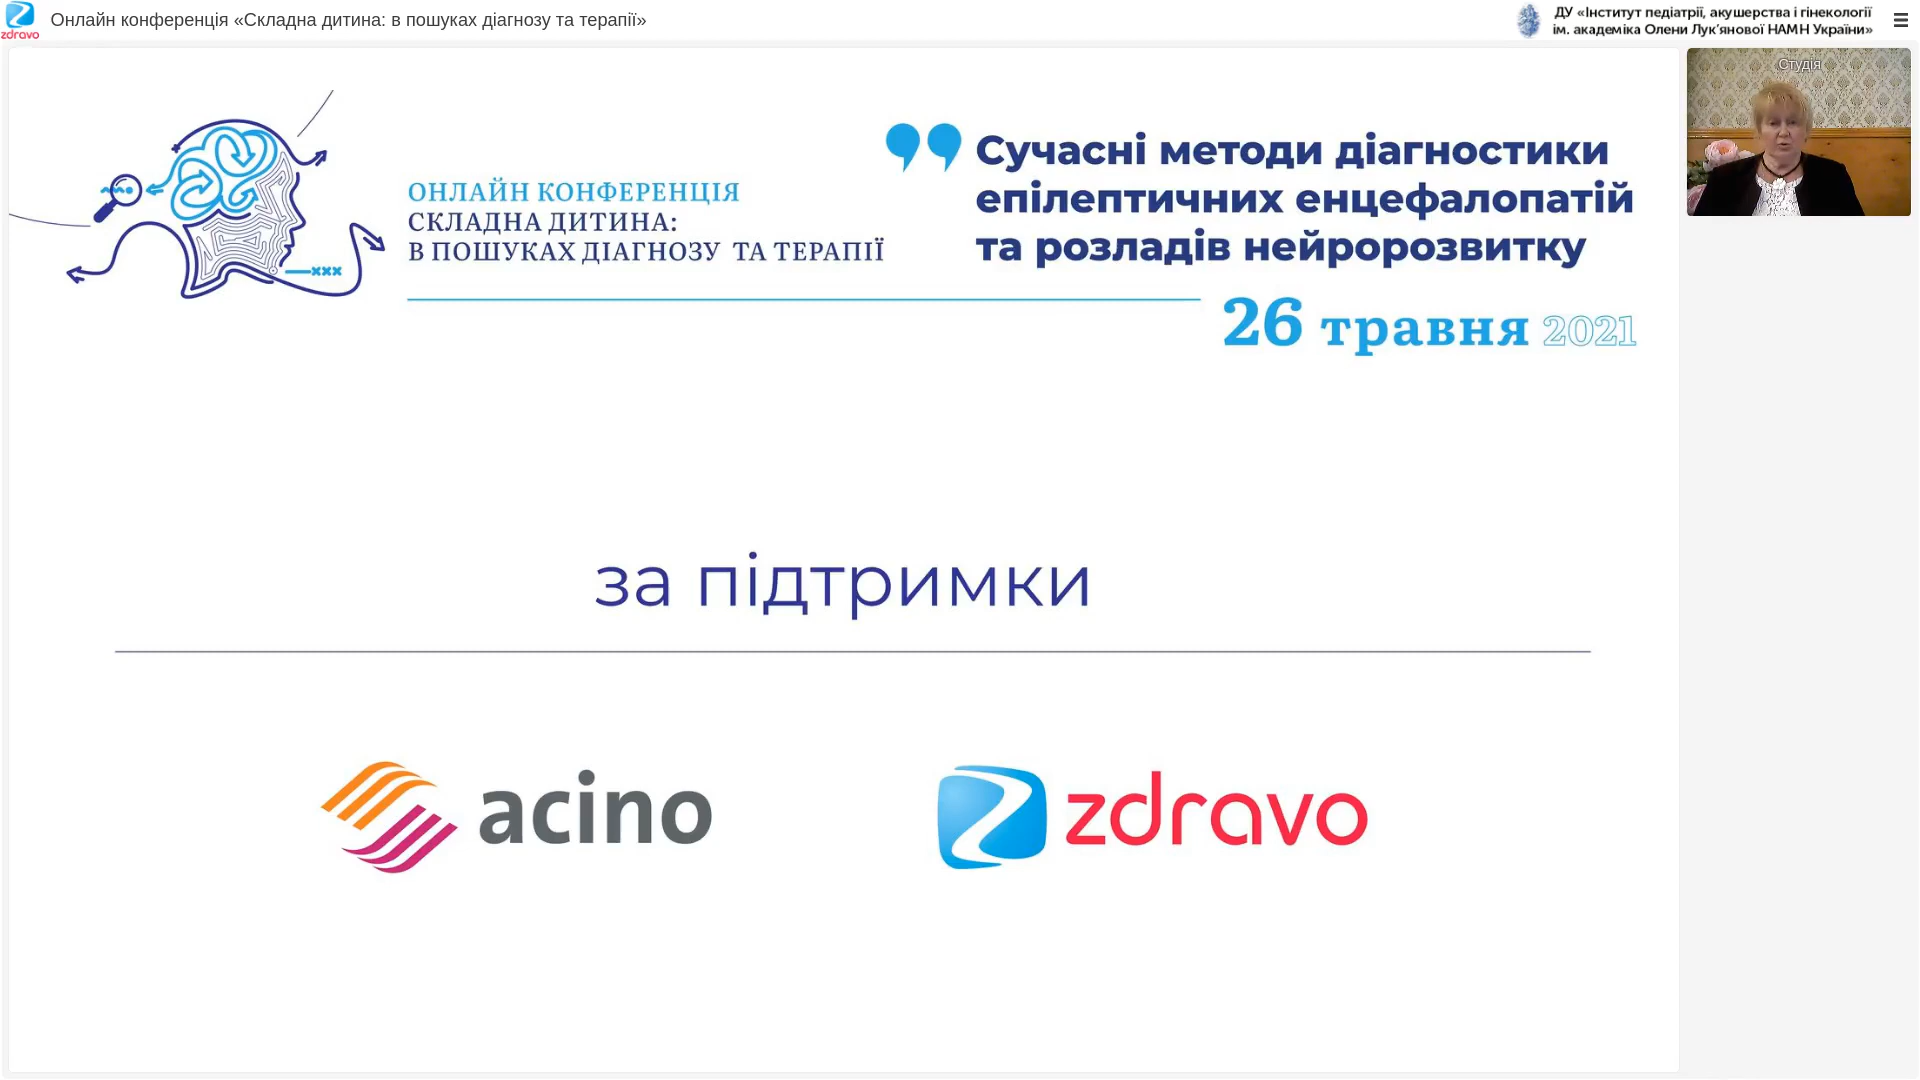 zdravo
Онлайн конференція «Складна дитина: в пошуках діагнозу та терапії»
ДУ «Інститут педіатрії, акушерства і гінекології
ім. академіка Олени Лук'янової НАМН України»
Студія
ОНЛАЙН КОНФЕРЕНЦІЯ
СКЛАДНА ДИТИНА:
В ПОШУКАХ ДІАГНОЗУ ТА ТЕРАПІЇ
Сучасні методи діагностики
епілептичних енцефалопатій
та розладів нейророзвитку
26 травня 2021
за підтримки
acino
zdravo